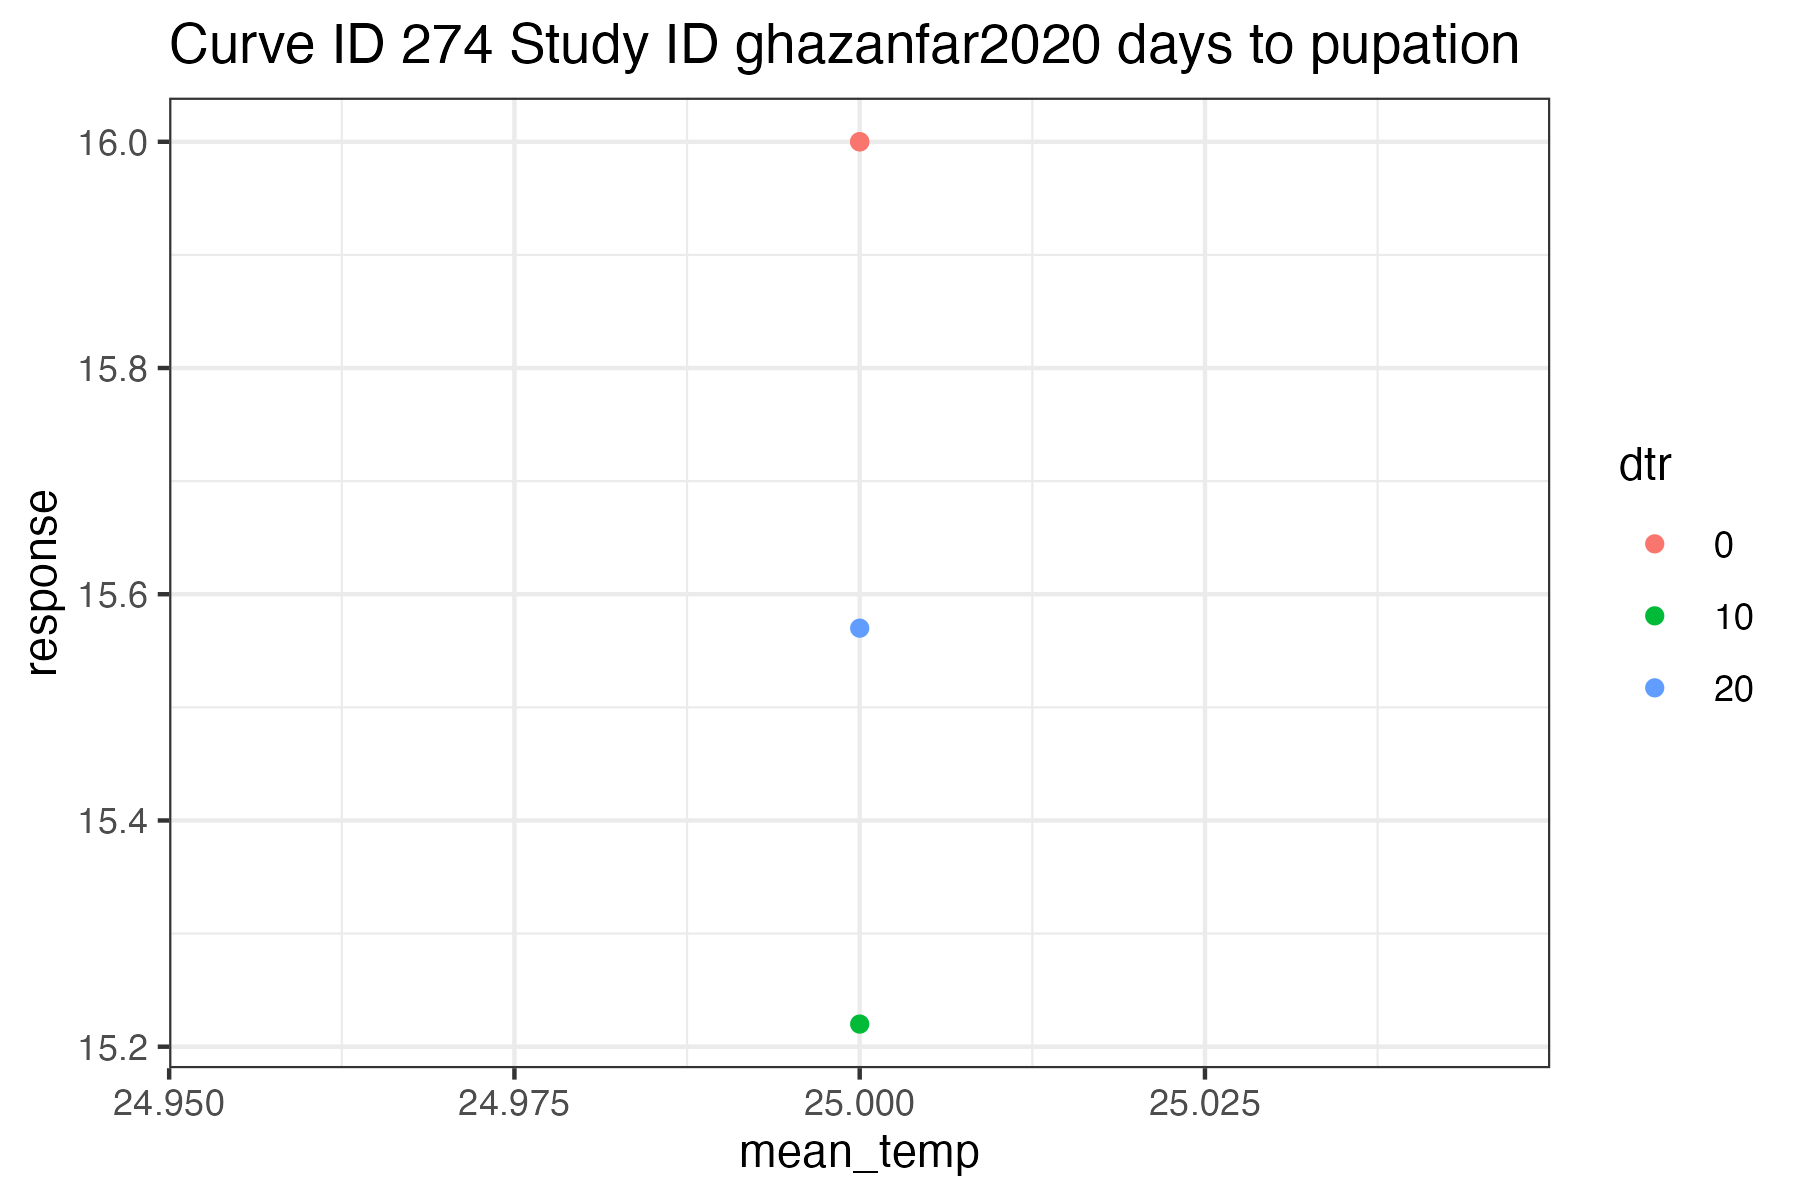 Curve ID 274 Study ID ghazanfar2020 days to pupation
16.0
15.8
15.6
15.4
15.2
response
24.950 24.975 25.000 25.025
mean_temp
dtr
0
10
20